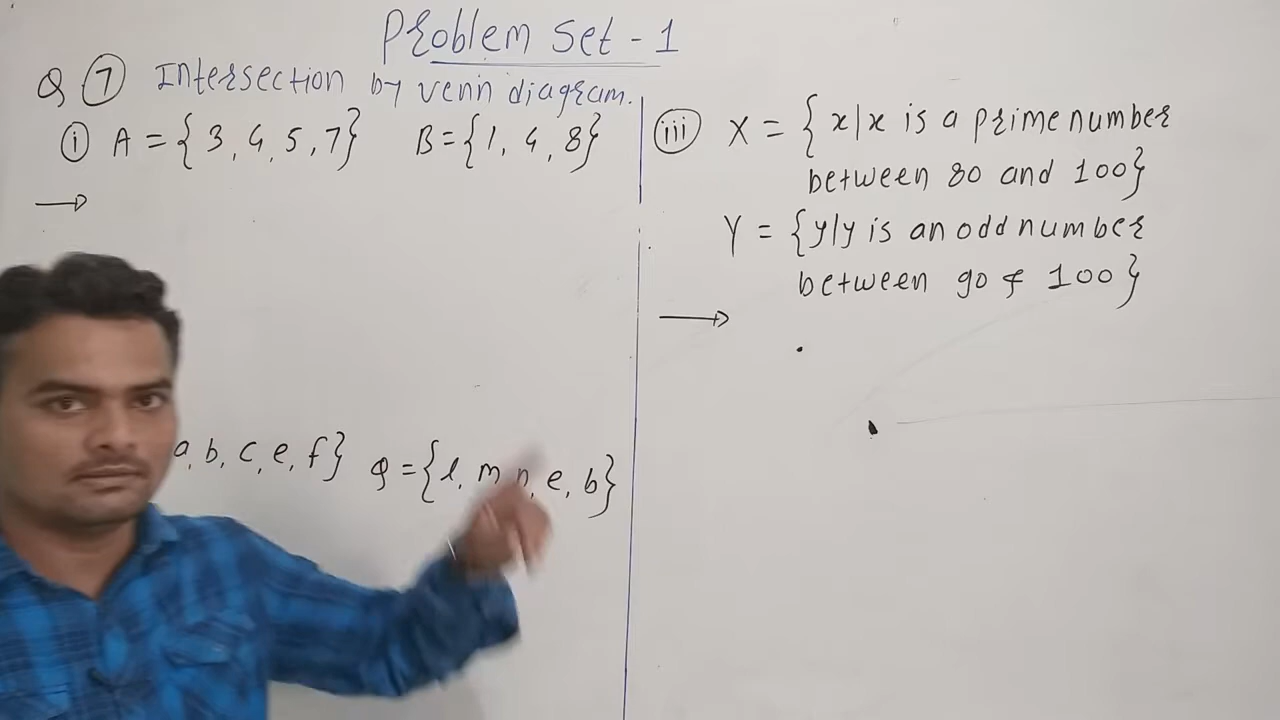 Problem Set - 1
Q 7 Intersection by venn diagram.
i A = {3, 4, 5, 7} B = {1, 4, 8}
→
a, b, c, e, f} Q = {l, m, n, e, b}
iii X = {x/x is a prime number
between 80 and 100}
Y = {y/y is an odd number
between 90 & 100}
→